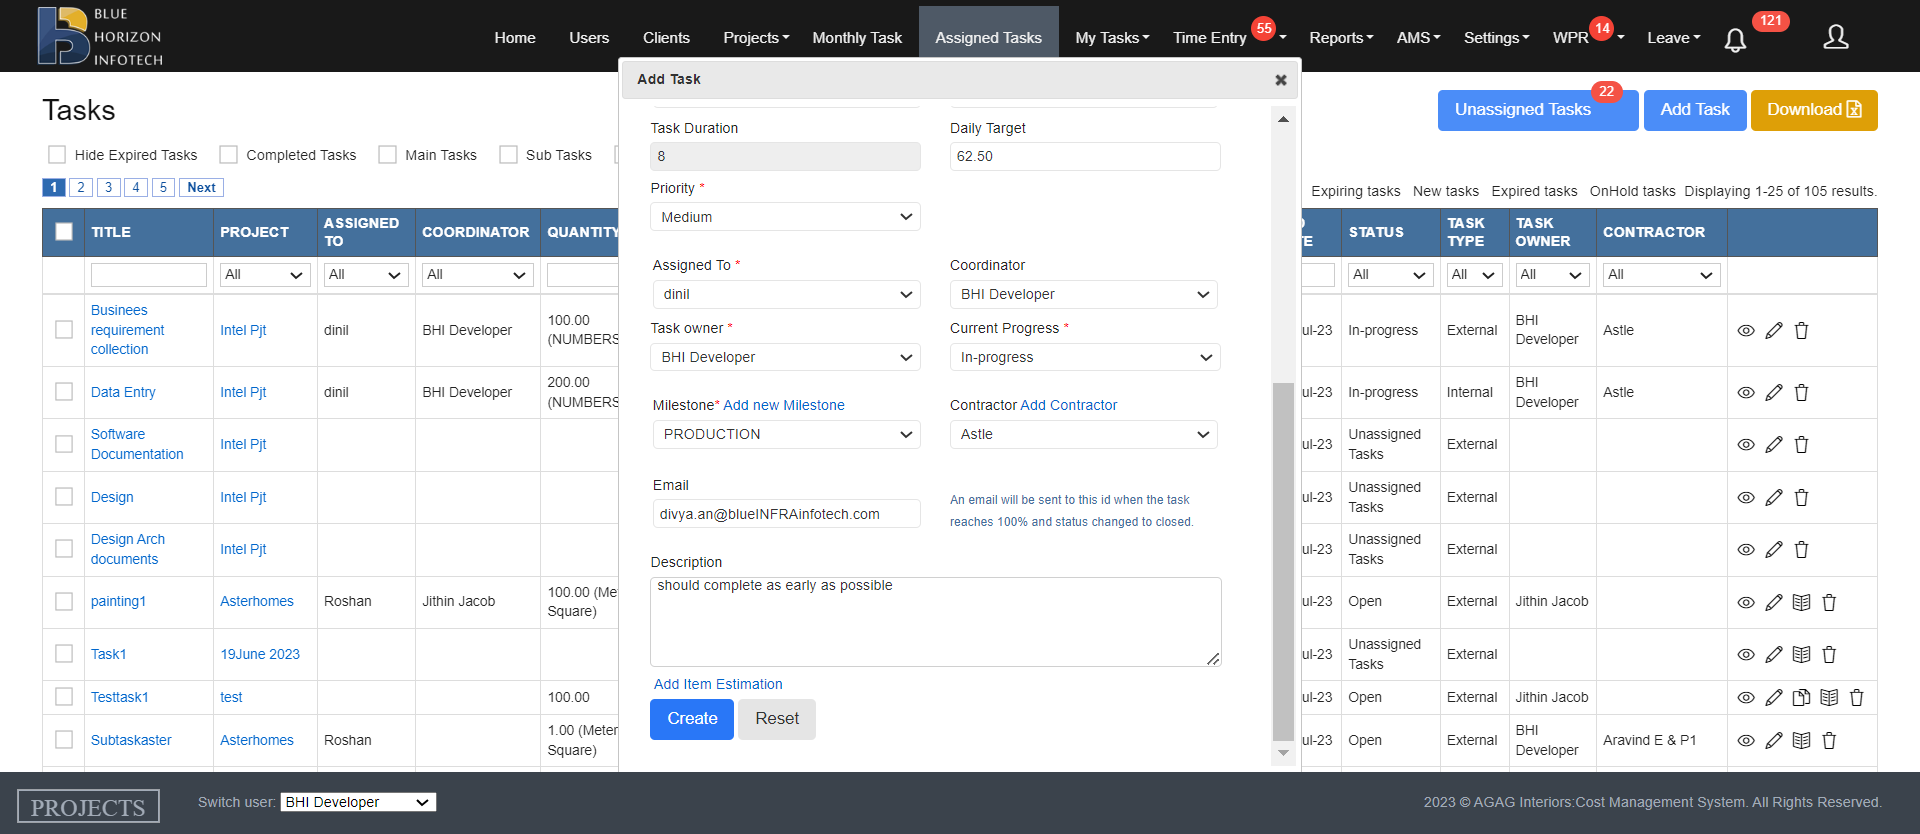 BLUE
HORIZON
INFOTECH
Home Users Clients Projects Monthly Task Assigned Tasks My Tasks Time Entry 55 Reports AMS Settings WPR 14 Leave 121
Add Task
Tasks
Unassigned Tasks 22 Add Task Download
Hide Expired Tasks Completed Tasks Main Tasks Sub Tasks
1 2 3 4 5 Next
Expiring tasks New tasks Expired tasks OnHold tasks Displaying 1-25 of 105 results.
Task Duration Daily Target
8 62.50
Priority *
Medium
Assigned To * Coordinator
dinil BHI Developer
Task owner * Current Progress *
BHI Developer In-progress
Milestone* Add new Milestone Contractor Add Contractor
PRODUCTION Astle
Email
divya.an@blueINFRAinfotech.com
An email will be sent to this id when the task
reaches 100% and status changed to closed.
Description
should complete as early as possible
Add Item Estimation
Create Reset
TITLE PROJECT ASSIGNED TO COORDINATOR QUANTITY STATUS TASK TYPE TASK OWNER CONTRACTOR
All All All All All All All
Businees requirement collection Intel Pjt dinil BHI Developer 100.00 (NUMBERS ul-23 In-progress External BHI Developer Astle
Data Entry Intel Pjt dinil BHI Developer 200.00 (NUMBERS ul-23 In-progress Internal BHI Developer Astle
Software Documentation Intel Pjt ul-23 Unassigned Tasks External
Design Intel Pjt ul-23 Unassigned Tasks External
Design Arch documents Intel Pjt ul-23 Unassigned Tasks External
painting1 Asterhomes Roshan Jithin Jacob 100.00 (Me Square) ul-23 Open External Jithin Jacob
Task1 19June 2023 ul-23 Unassigned Tasks External
Testtask1 test 100.00 ul-23 Open External Jithin Jacob
Subtaskaster Asterhomes Roshan 1.00 (Meter Square) ul-23 Open External BHI Developer Aravind E & P1
PROJECTS Switch user: BHI Developer 2023 © AGAG Interiors:Cost Management System. All Rights Reserved.